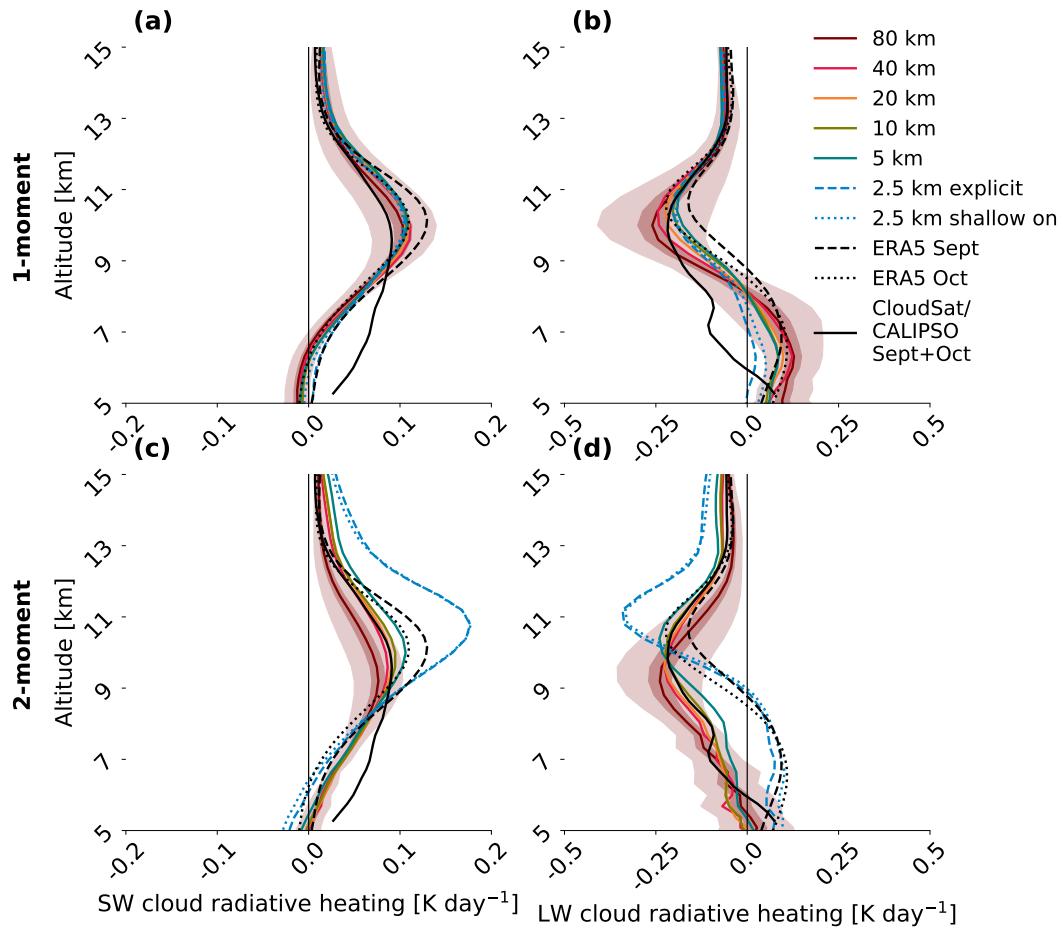 (a)
(b)
1-moment
Altitude [km]
15
13
11
9
7
5
-0.2
-0.1
0.0
0.1
0.2
15
13
11
9
7
5
-0.5
-0.25
0.0
0.25
0.5
80 km
40 km
20 km
10 km
5 km
2.5 km explicit
2.5 km shallow on
ERA5 Sept
ERA5 Oct
CloudSat/
CALIPSO
Sept+Oct
(c)
(d)
2-moment
Altitude [km]
15
13
11
9
7
5
-0.2
-0.1
0.0
0.1
0.2
SW cloud radiative heating [K day⁻¹]
15
13
11
9
7
5
-0.5
-0.25
0.0
0.25
0.5
LW cloud radiative heating [K day⁻¹]